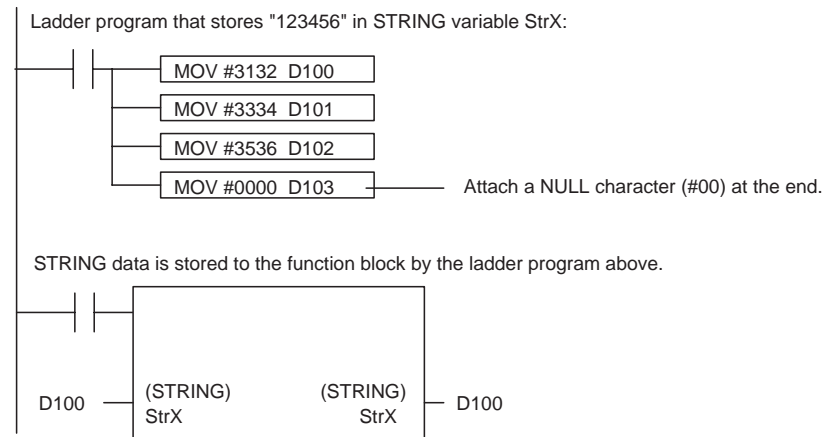 Ladder program that stores "123456" in STRING variable StrX:
MOV #3132 D100
MOV #3334 D101
MOV #3536 D102
MOV #0000 D103 Attach a NULL character (#00) at the end.
STRING data is stored to the function block by the ladder program above.
(STRING) (STRING)
D100 StrX StrX D100